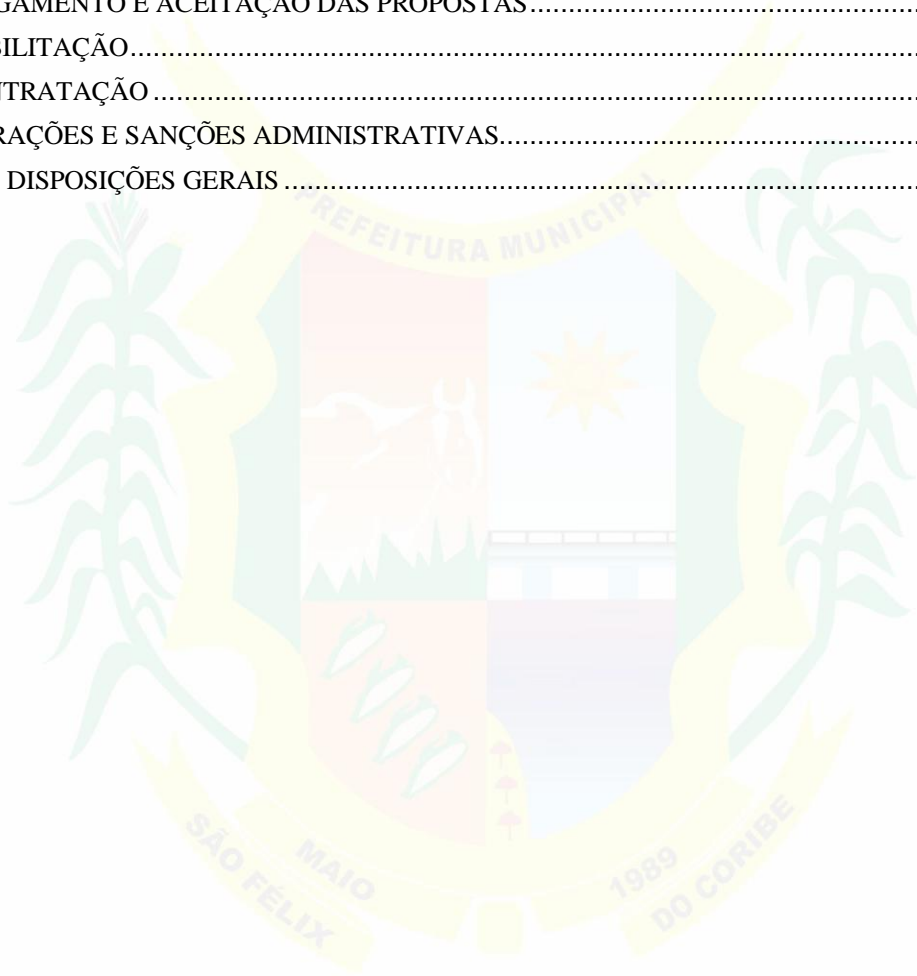 GAMENTO E ACEITAÇÃO DAS PROPOSTAS..........................................................
BILITAÇÃO..........................................................................................................................
NTRATAÇÃO.......................................................................................................................
RAÇÕES E SANÇÕES ADMINISTRATIVAS..............................................................
DISPOSIÇÕES GERAIS..................................................................................................
PREFEITURA MUNICIPAL
SÃO FÉLIX
MAIO
1989
DO CORIBE